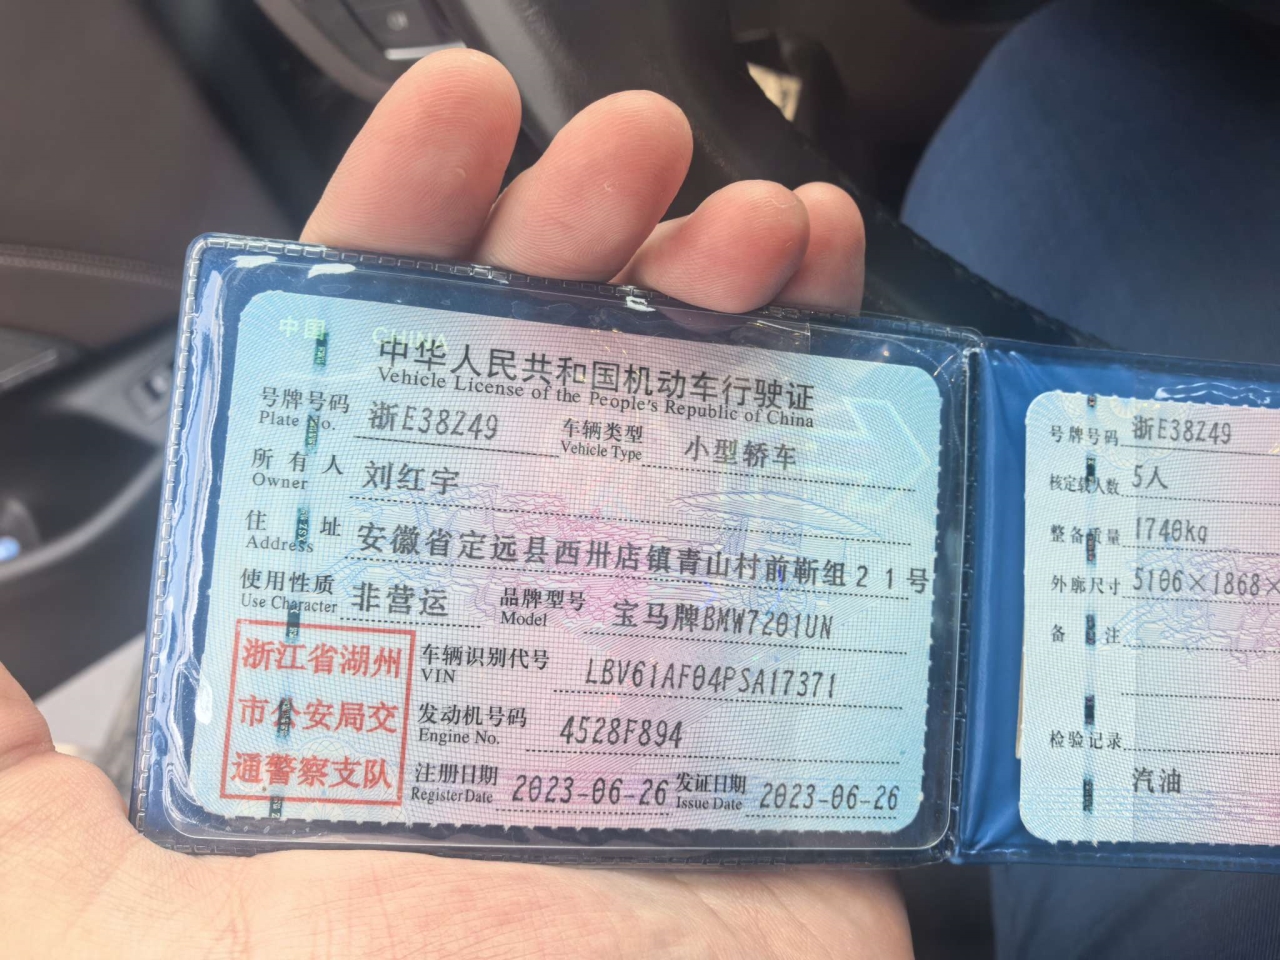 中国 CHINA
中华人民共和国机动车行驶证
Vehicle License of the People's Republic of China
号牌号码 浙E38Z49 车辆类型 小型轿车
Plate No. Vehicle Type
所有人 刘红宇
Owner
住址 安徽省定远县西卅店镇青山村前靳组21号
Address
使用性质 非营运 品牌型号 宝马牌BMW7201UN
Use Character Model
浙江省湖州
市公安局交
通警察支队
车辆识别代号 LBV61AF04PSA17371
VIN
发动机号码 4528F894
Engine No.
注册日期 2023-06-26 发证日期 2023-06-26
Register Date Issue Date
号牌号码 浙E38Z49
核定载人数 5人
整备质量 1740kg
外廓尺寸 5106×1868×
备注
检验记录
汽油